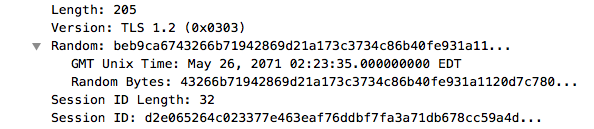 Length: 205
Version: TLS 1.2 (0x0303)
Random: beb9ca6743266b71942869d21a173c3734c86b40fe931a11...
GMT Unix Time: May 26, 2071 02:23:35.000000000 EDT
Random Bytes: 43266b71942869d21a173c3734c86b40fe931a1120d7c780...
Session ID Length: 32
Session ID: d2e065264c023377e463eaf76ddbf7fa3a71db678cc59a4d...